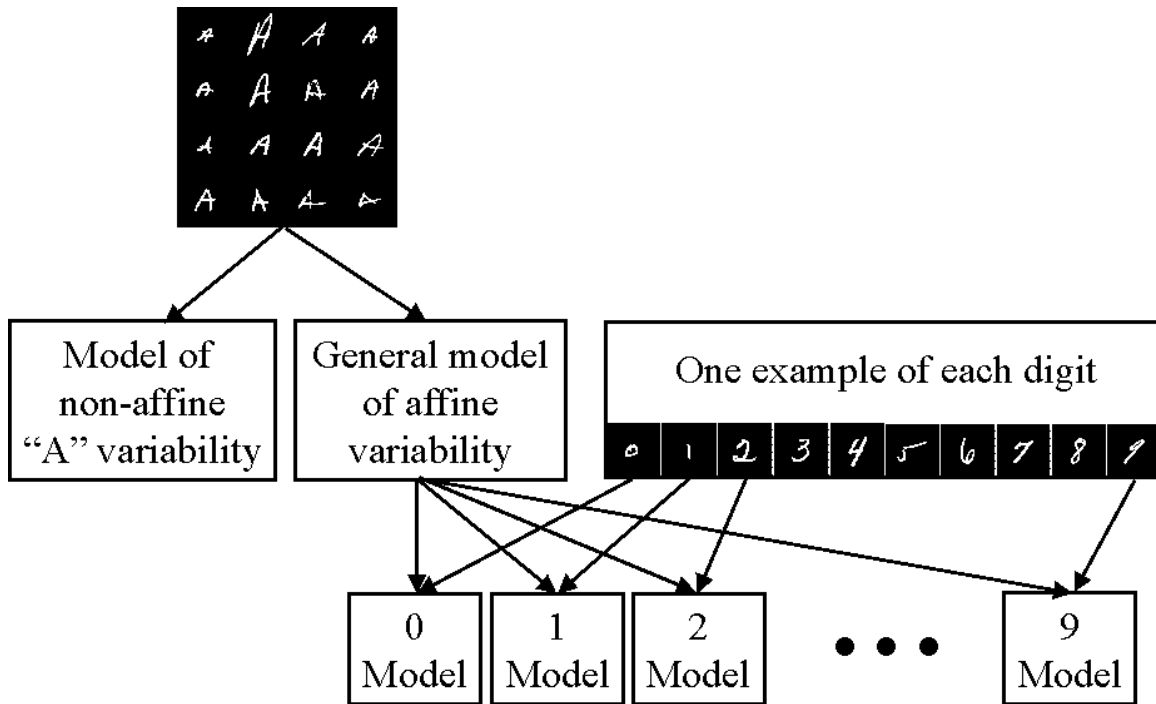 A A A A
A A A A
A A A A
A A A A
Model of
non-affine
“A” variability
General model
of affine
variability
One example of each digit
0 1 2 3 4 5 6 7 8 9
0
Model
1
Model
2
Model
9
Model